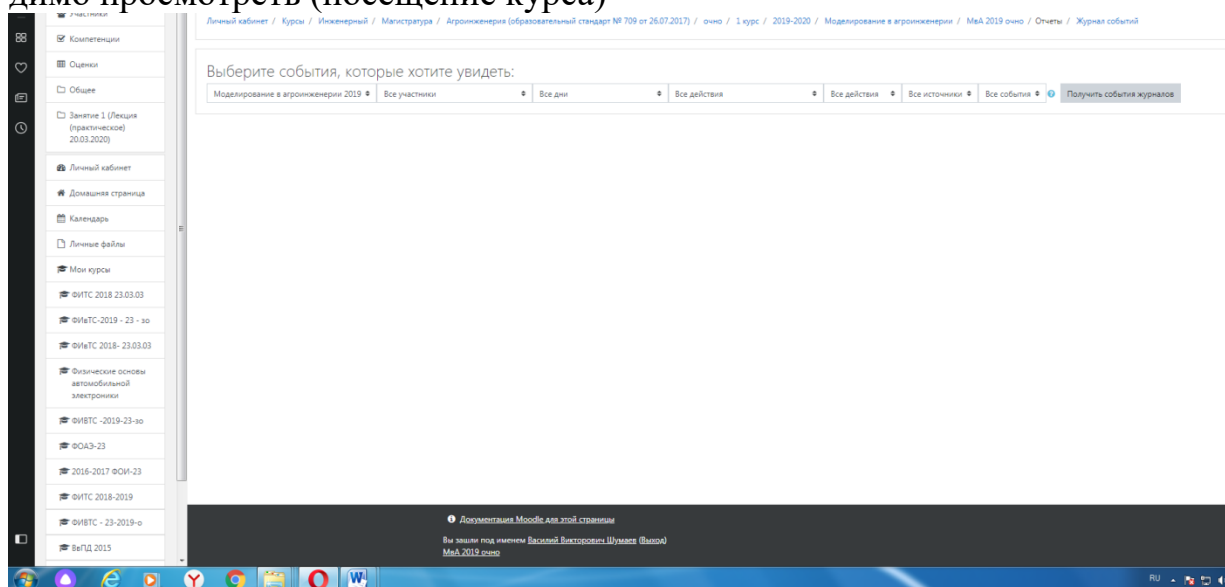 димо просмотреть (посещение курса)
Участники
Компетенции
Оценки
Общее
Занятие 1 (Лекция
(практическое)
20.03.2020)
Личный кабинет
Домашняя страница
Календарь
Личные файлы
Мои курсы
ФИТС 2018 23.03.03
ФИвТС-2019 - 23 - зо
ФИвТС 2018- 23.03.03
Физические основы
автомобильной
электроники
ФИВТС -2019-23-зо
ФОАЭ-23
2016-2017 ФОИ-23
ФИТС 2018-2019
ФИВТС - 23-2019-о
ВвПД 2015
Личный кабинет / Курсы / Инженерный / Магистратура / Агроинженерия (образовательный стандарт № 709 от 26.07.2017) / очно / 1 курс / 2019-2020 / Моделирование в агроинженерии / МвА 2019 очно / Отчеты / Журнал событий
Выберите события, которые хотите увидеть:
Моделирование в агроинженерии 2019 Все участники Все дни Все действия Все действия Все источники Все события Получить события журналов
Документация Moodle для этой страницы
Вы зашли под именем Василий Викторович Шумаев (Выход)
МвА 2019 очно
RU